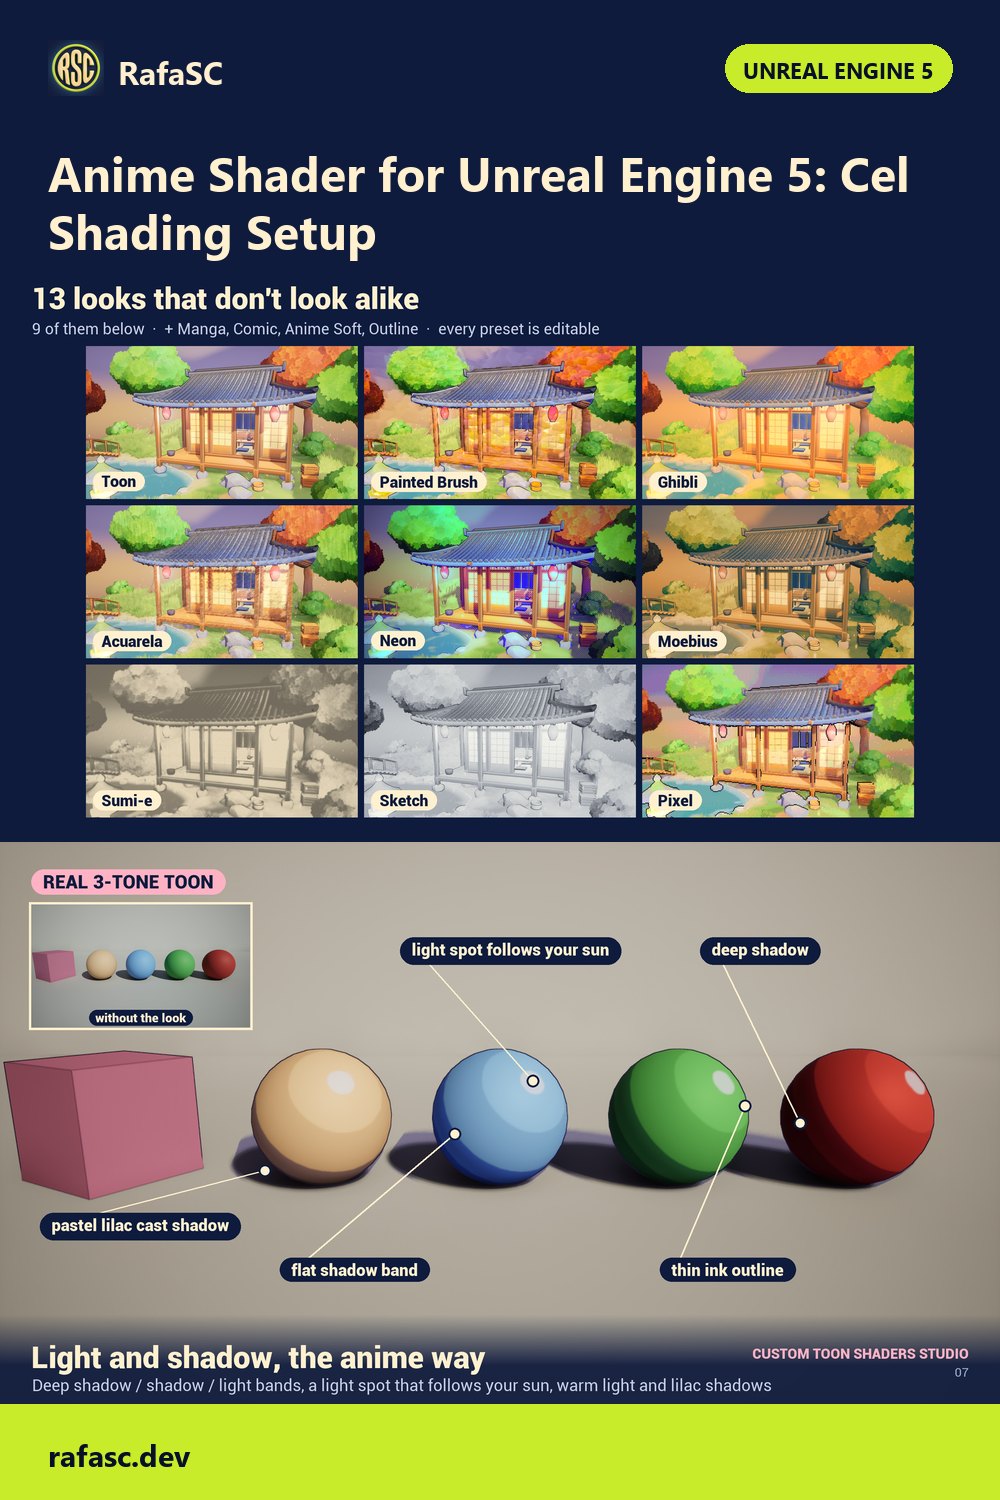 RSC
RafaSC
UNREAL ENGINE 5
Anime Shader for Unreal Engine 5: Cel
Shading Setup
13 looks that don't look alike
9 of them below · + Manga, Comic, Anime Soft, Outline · every preset is editable
Toon
Painted Brush
Ghibli
Acuarela
Neon
Moebius
Sumi-e
Sketch
Pixel
REAL 3-TONE TOON
without the look
light spot follows your sun
deep shadow
pastel lilac cast shadow
flat shadow band
thin ink outline
Light and shadow, the anime way
Deep shadow / shadow / light bands, a light spot that follows your sun, warm light and lilac shadows
CUSTOM TOON SHADERS STUDIO
07
rafasc.dev